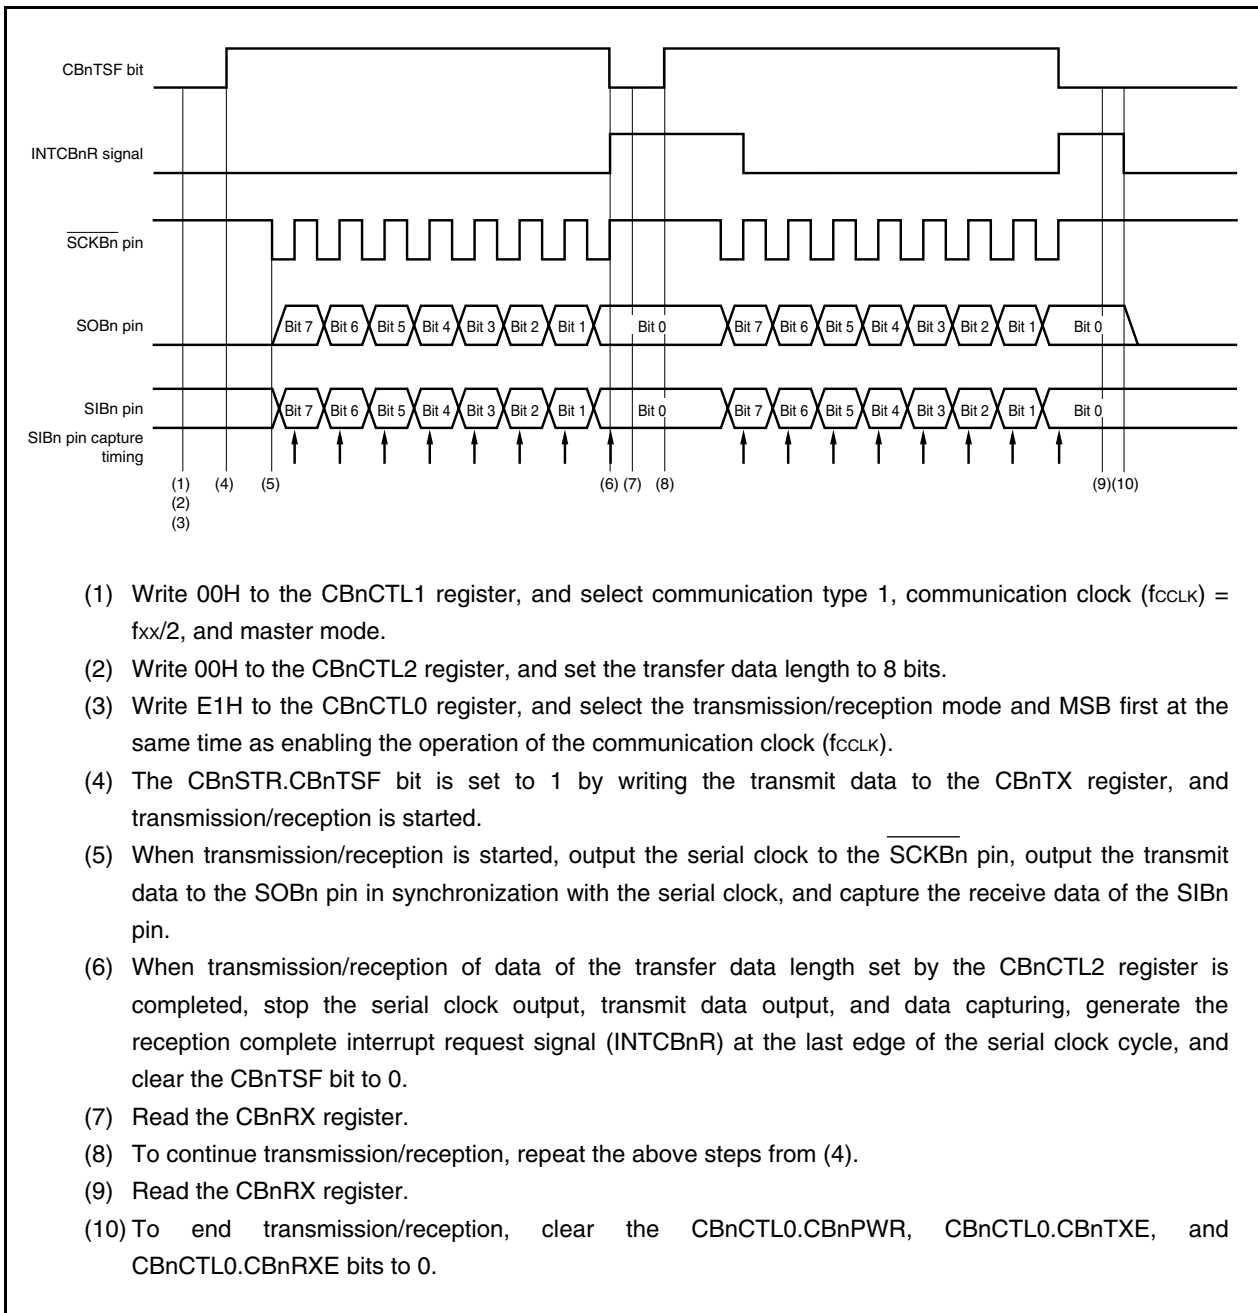 CBnTSF bit
INTCBnR signal
SCKBn pin
SOBn pin
Bit 7 Bit 6 Bit 5 Bit 4 Bit 3 Bit 2 Bit 1 Bit 0 Bit 7 Bit 6 Bit 5 Bit 4 Bit 3 Bit 2 Bit 1 Bit 0
SIBn pin
Bit 7 Bit 6 Bit 5 Bit 4 Bit 3 Bit 2 Bit 1 Bit 0 Bit 7 Bit 6 Bit 5 Bit 4 Bit 3 Bit 2 Bit 1 Bit 0
SIBn pin capture
timing
(1) (4) (5) (6) (7) (8) (9) (10)
(2)
(3)
(1) Write 00H to the CBnCTL1 register, and select communication type 1, communication clock (fCCLK) =
fXX/2, and master mode.
(2) Write 00H to the CBnCTL2 register, and set the transfer data length to 8 bits.
(3) Write E1H to the CBnCTL0 register, and select the transmission/reception mode and MSB first at the
same time as enabling the operation of the communication clock (fCCLK).
(4) The CBnSTR.CBnTSF bit is set to 1 by writing the transmit data to the CBnTX register, and
transmission/reception is started.
(5) When transmission/reception is started, output the serial clock to the SCKBn pin, output the transmit
data to the SOBn pin in synchronization with the serial clock, and capture the receive data of the SIBn
pin.
(6) When transmission/reception of data of the transfer data length set by the CBnCTL2 register is
completed, stop the serial clock output, transmit data output, and data capturing, generate the
reception complete interrupt request signal (INTCBnR) at the last edge of the serial clock cycle, and
clear the CBnTSF bit to 0.
(7) Read the CBnRX register.
(8) To continue transmission/reception, repeat the above steps from (4).
(9) Read the CBnRX register.
(10) To end transmission/reception, clear the CBnCTL0.CBnPWR, CBnCTL0.CBnTXE, and
CBnCTL0.CBnRXE bits to 0.